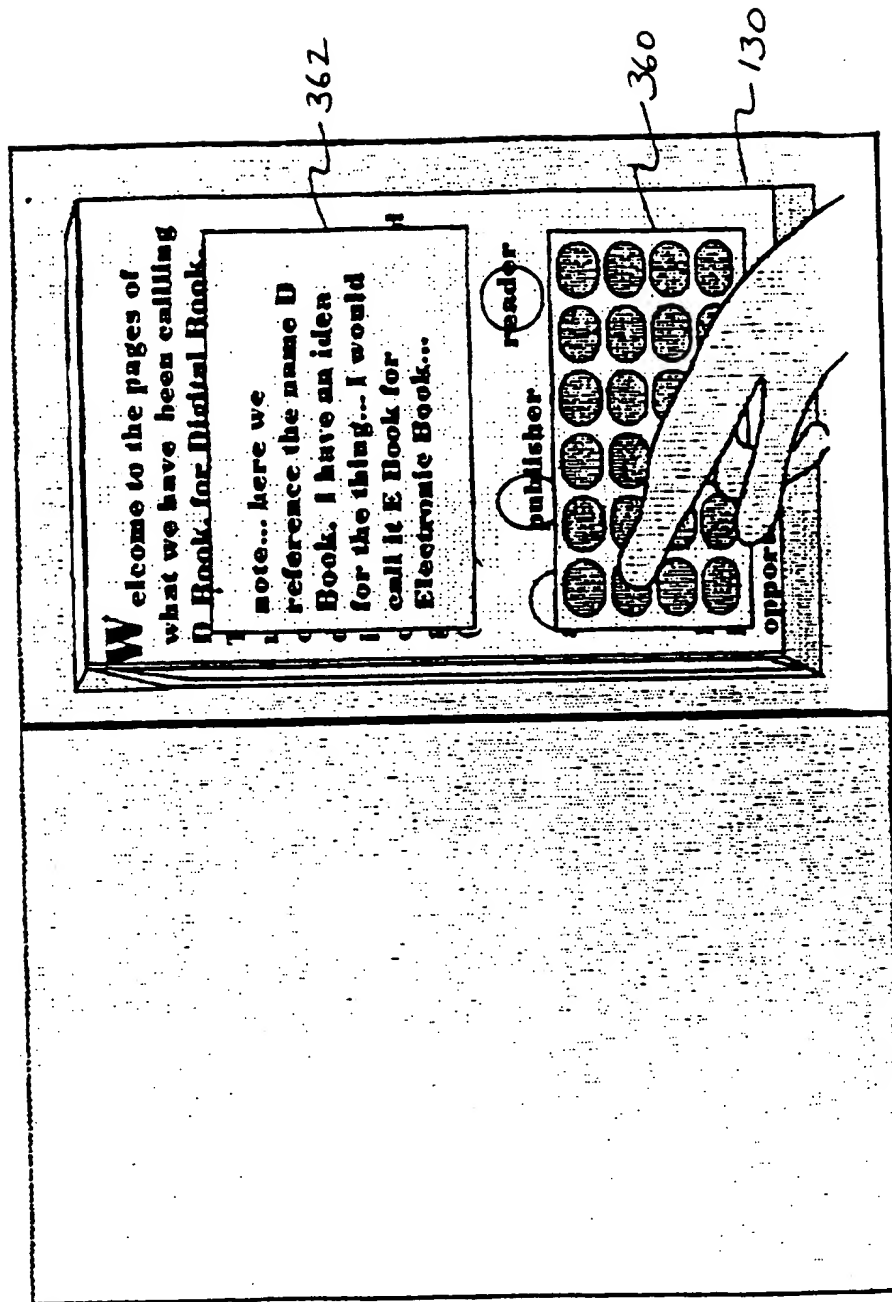 Welcome to the pages of
what we have been callling
D Book, for Digital Book.
note... here we
reference the name D
Book. I have an idea
for the thing... I would
call it E Book for
Electronic Book...
publisher
reader
oppor
362
360
130